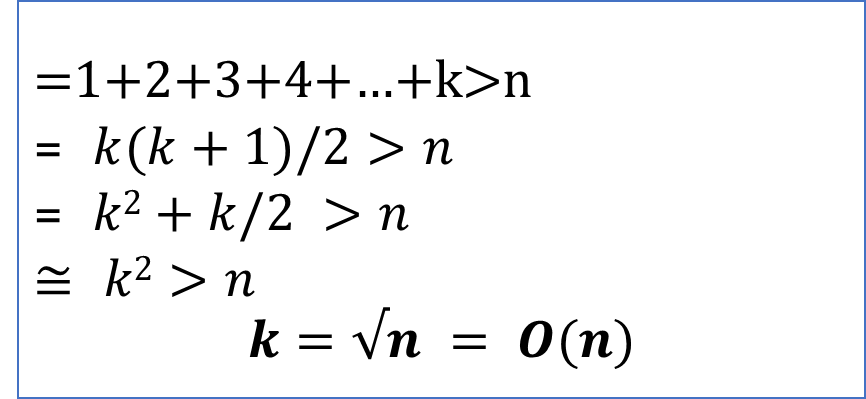 =1+2+3+4+…+k>n
= k(k + 1)/2 > n
= k² + k/2 > n
≅ k² > n
k = √n = O(n)